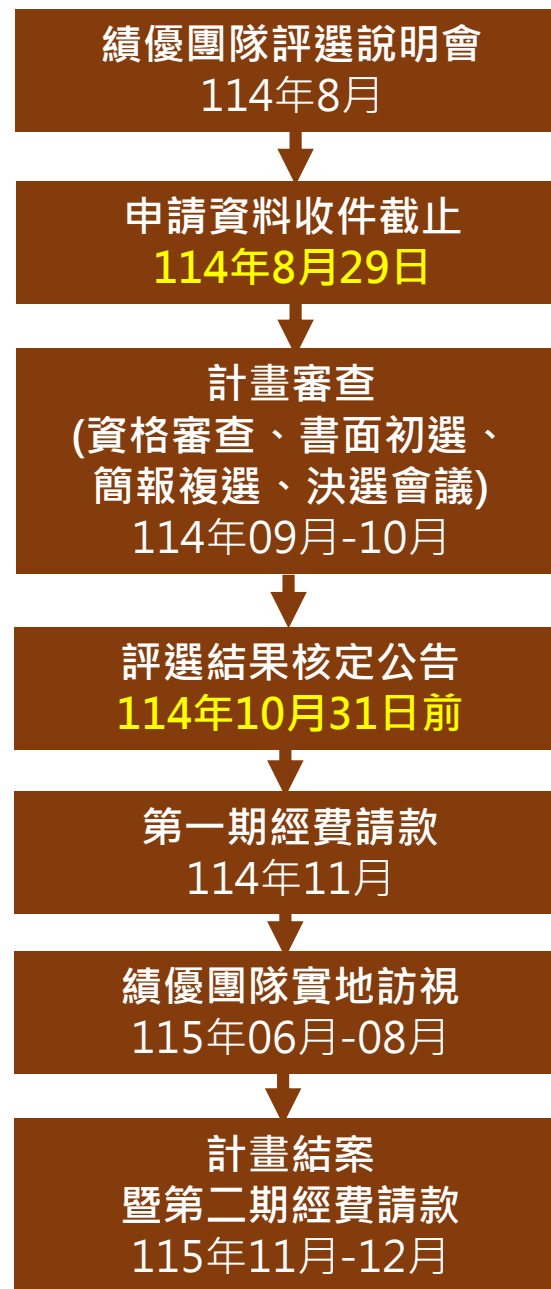 績優團隊評選說明會
114年8月
申請資料收件截止
114年8月29日
計畫審查
(資格審查、書面初選、
簡報複選、決選會議)
114年09月-10月
評選結果核定公告
114年10月31日前
第一期經費請款
114年11月
績優團隊實地訪視
115年06月-08月
計畫結案
暨第二期經費請款
115年11月-12月